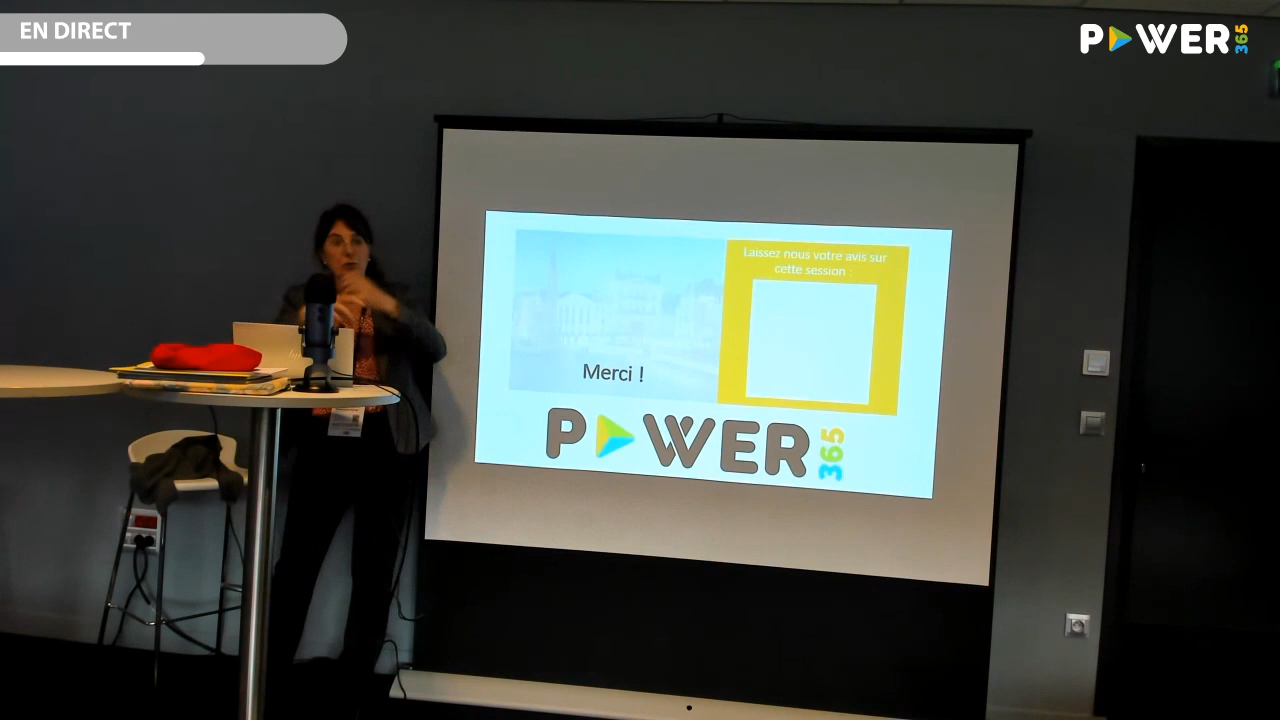 EN DIRECT
POWER 365
Laissez nous votre avis sur
cette session :
Merci !
POWER 365